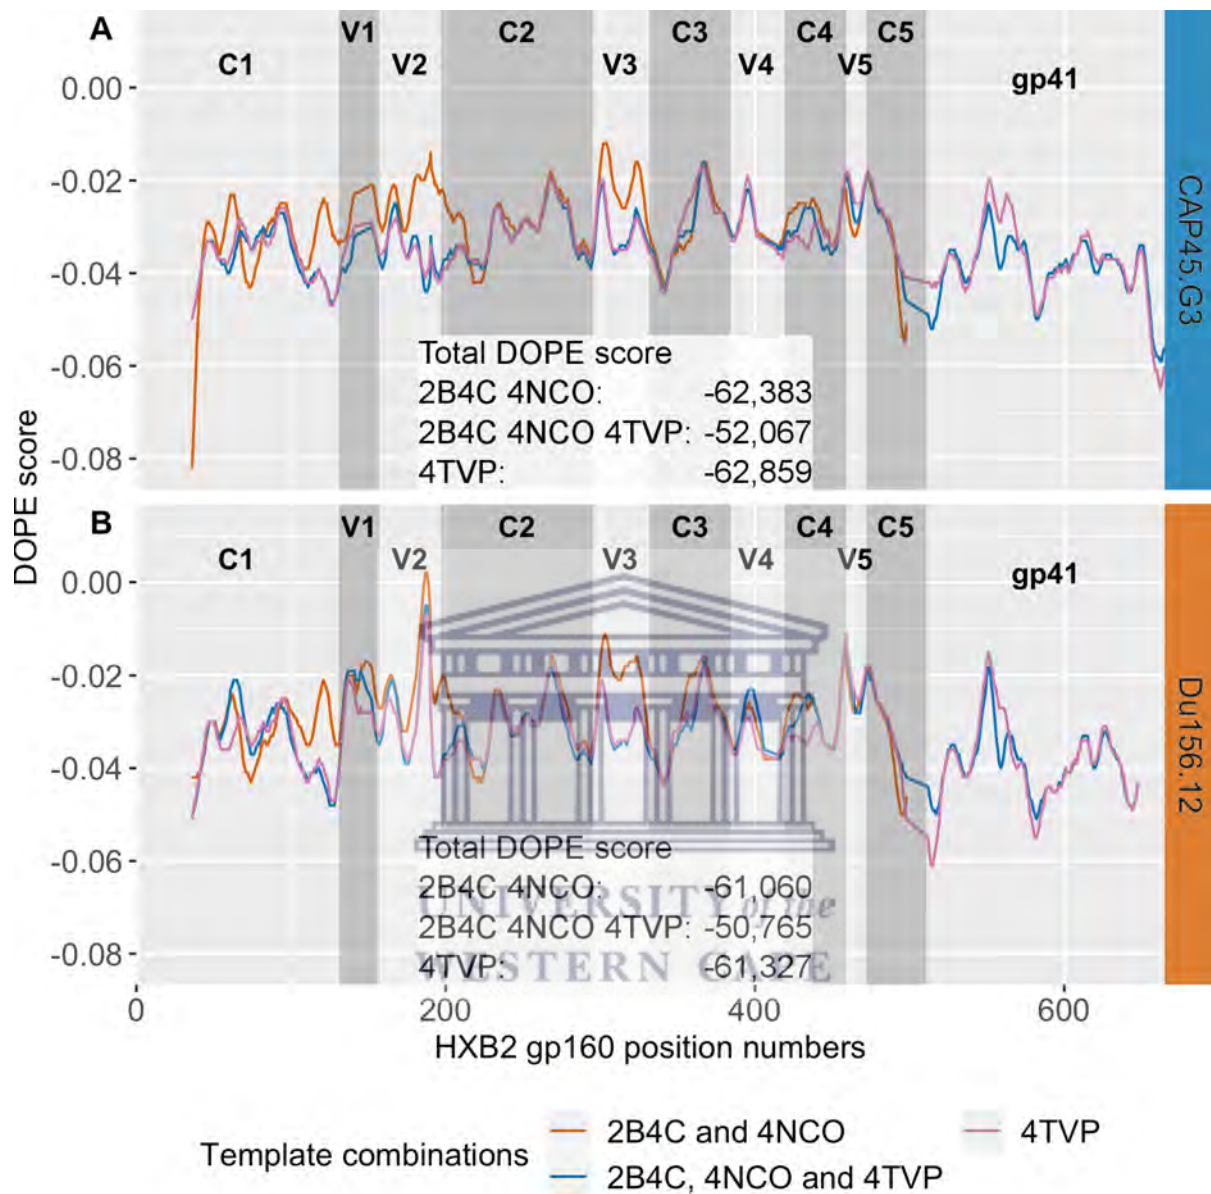 A
V1
C2
C3
C4
C5
C1
V2
V3
V4
V5
gp41
0.00
-0.02
-0.04
-0.06
-0.08
CAP45.G3
Total DOPE score
2B4C 4NCO: -62,383
2B4C 4NCO 4TVP: -52,067
4TVP: -62,859
DOPE score
B
V1
C2
C3
C4
C5
C1
V2
V3
V4
V5
gp41
0.00
-0.02
-0.04
-0.06
-0.08
Du156.12
Total DOPE score
2B4C 4NCO: -61,060
UNIVERSITY of the
2B4C 4NCO 4TVP: -50,765
WESTERN CAPE
4TVP: -61,327
0 200 400 600
HXB2 gp160 position numbers
Template combinations
2B4C and 4NCO
4TVP
2B4C, 4NCO and 4TVP